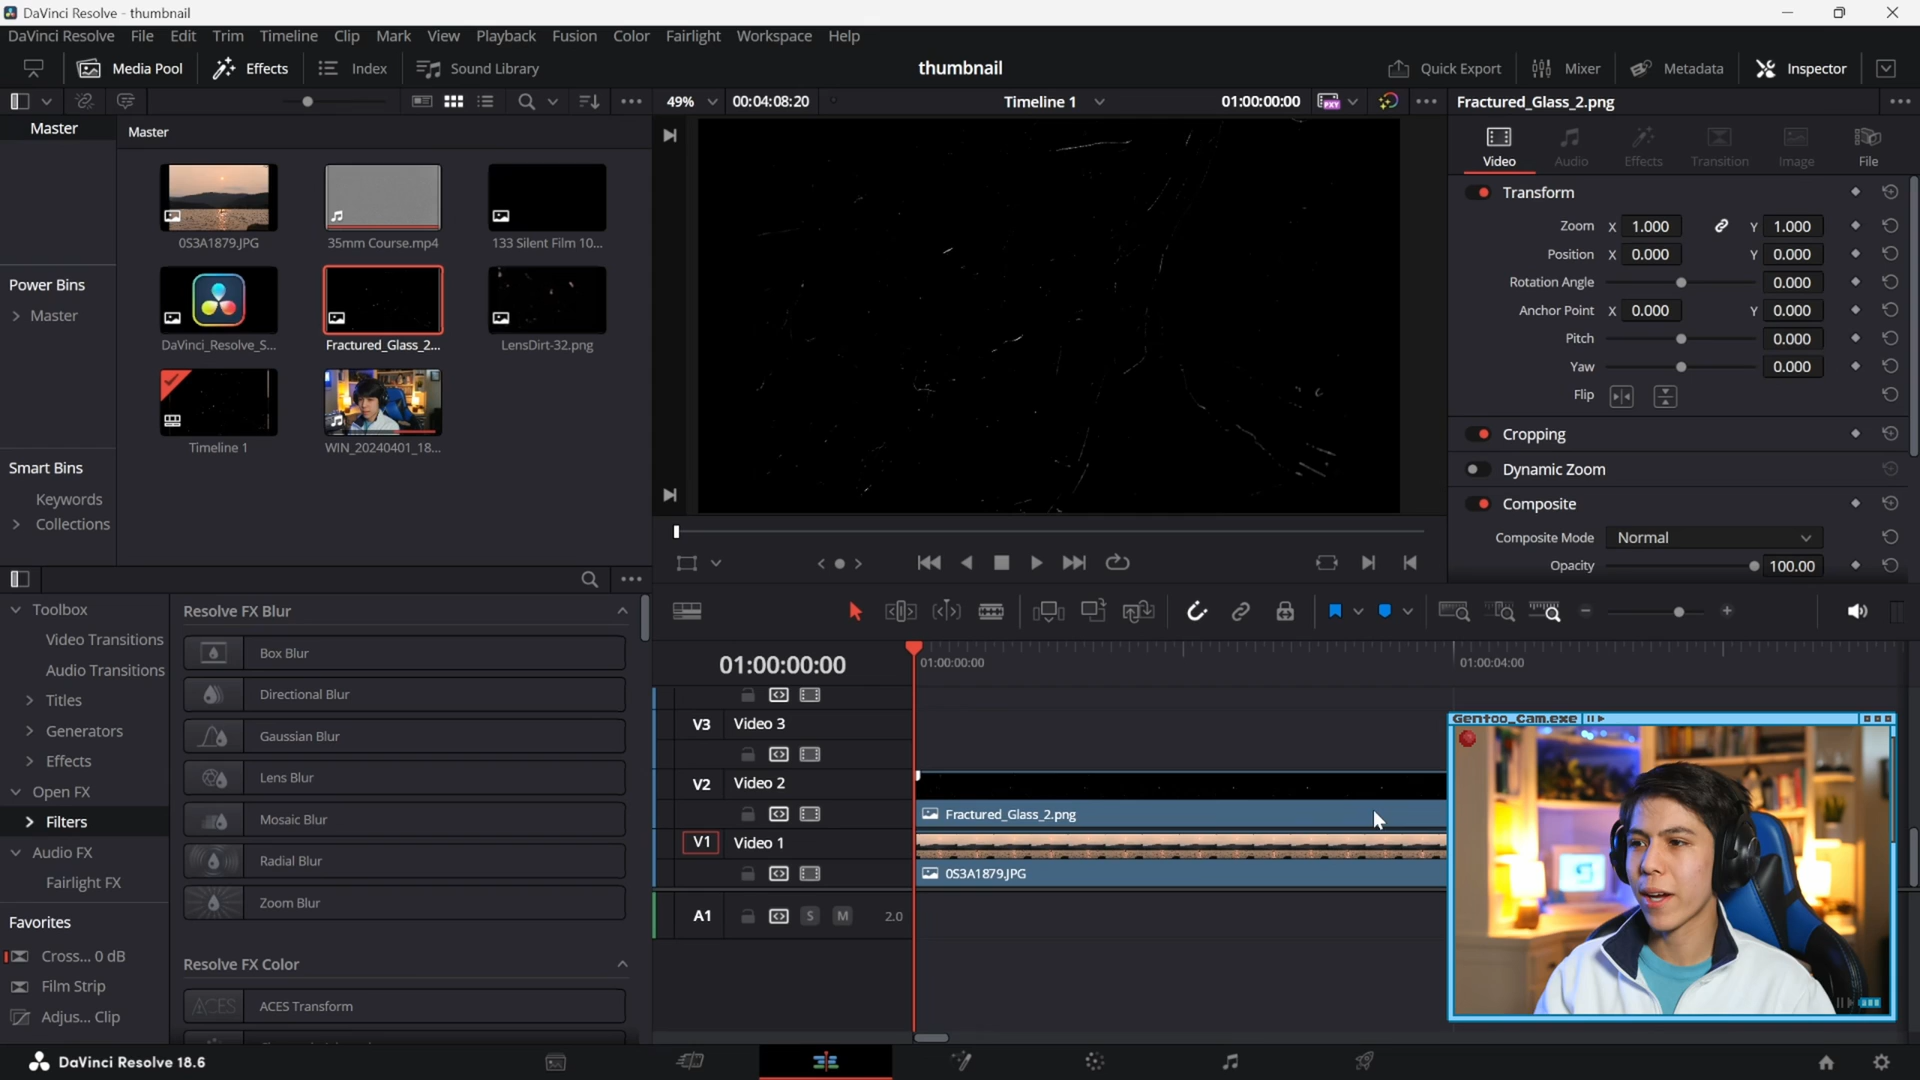 DaVinci Resolve - thumbnail
DaVinci Resolve File Edit Trim Timeline Clip Mark View Playback Fusion Color Fairlight Workspace Help
Media Pool Effects Index Sound Library
thumbnail
Quick Export Mixer Metadata Inspector
49% 00:04:08:20 Timeline 1 01:00:00:00
Fractured_Glass_2.png
Master
Master
Video Audio Effects Transition Image File
0S3A1879.JPG
35mm Course.mp4
133 Silent Film 10...
DaVinci_Resolve_S...
Fractured_Glass_2...
LensDirt-32.png
Timeline 1
WIN_20240401_18...
Power Bins
Master
Smart Bins
Keywords
Collections
Transform
Zoom X 1.000 Y 1.000
Position X 0.000 Y 0.000
Rotation Angle 0.000
Anchor Point X 0.000 Y 0.000
Pitch 0.000
Yaw 0.000
Flip
Cropping
Dynamic Zoom
Composite
Composite Mode Normal
Opacity 100.00
Toolbox
Video Transitions
Audio Transitions
Titles
Generators
Effects
Open FX
Filters
Audio FX
Fairlight FX
Favorites
Cross... 0 dB
Film Strip
Adjus... Clip
Resolve FX Blur
Box Blur
Directional Blur
Gaussian Blur
Lens Blur
Mosaic Blur
Radial Blur
Zoom Blur
Resolve FX Color
ACES ACES Transform
01:00:00:00
01:00:00:00 01:00:04:00
V3 Video 3
V2 Video 2
Fractured_Glass_2.png
V1 Video 1
0S3A1879.JPG
A1 S M 2.0
Gentoo_Cam.exe
DaVinci Resolve 18.6